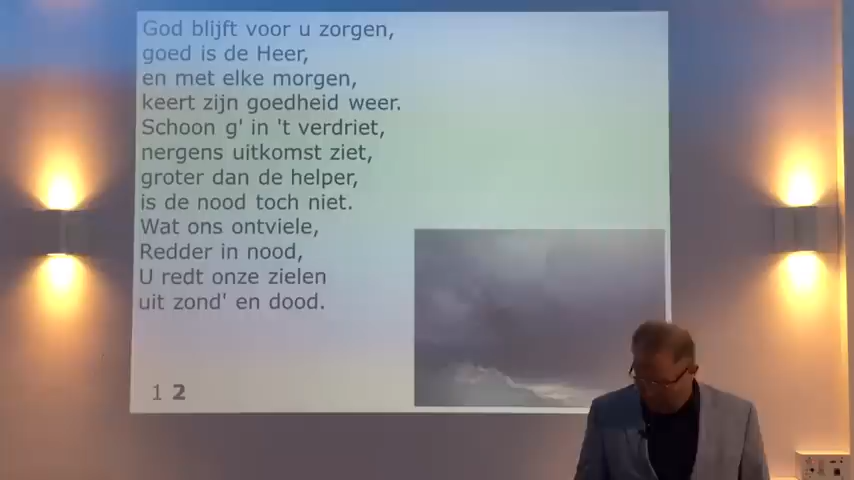 God blijft voor u zorgen,
goed is de Heer,
en met elke morgen,
keert zijn goedheid weer.
Schoon g' in 't verdriet,
nergens uitkomst ziet,
groter dan de helper,
is de nood toch niet.
Wat ons ontviele,
Redder in nood,
U redt onze zielen
uit zond' en dood.
1 2